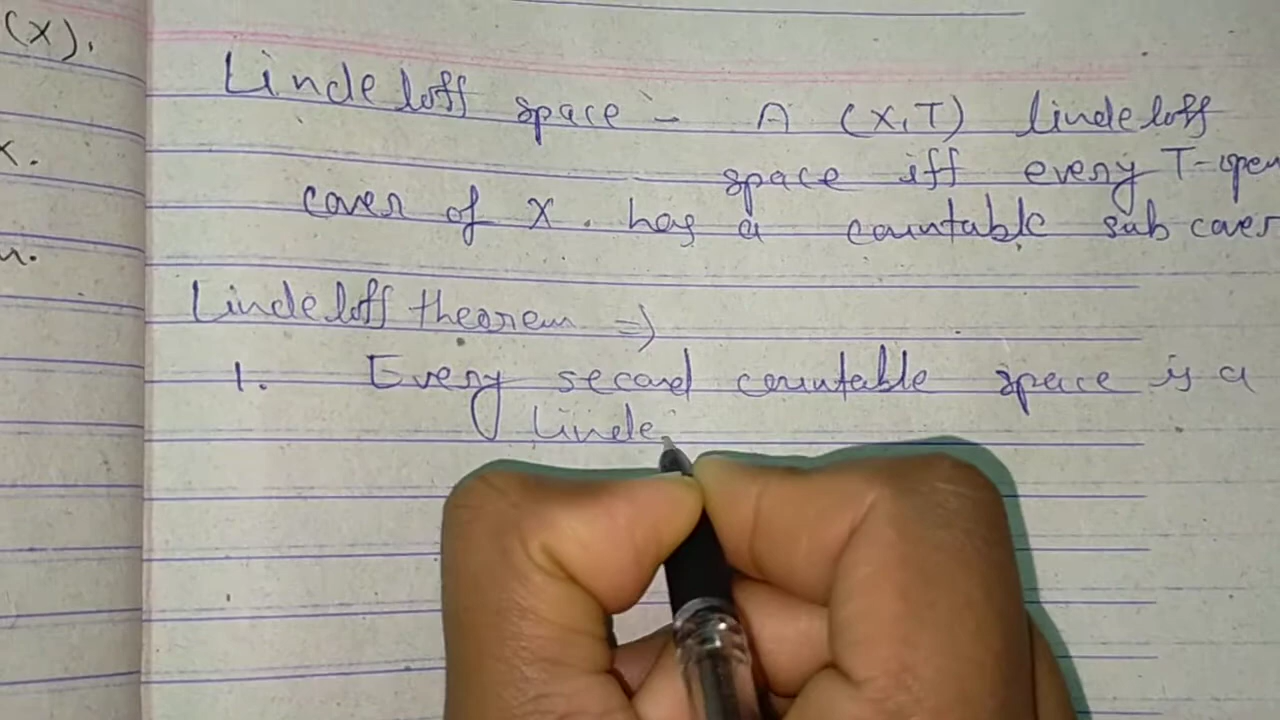 (X).
x.
n.
Lindeloff space :- A (X,T) lindeloff
space iff every T-open
cover of X. has a countable sub cover
Lindeloff theorem =>
1. Every second countable space is a
Linde